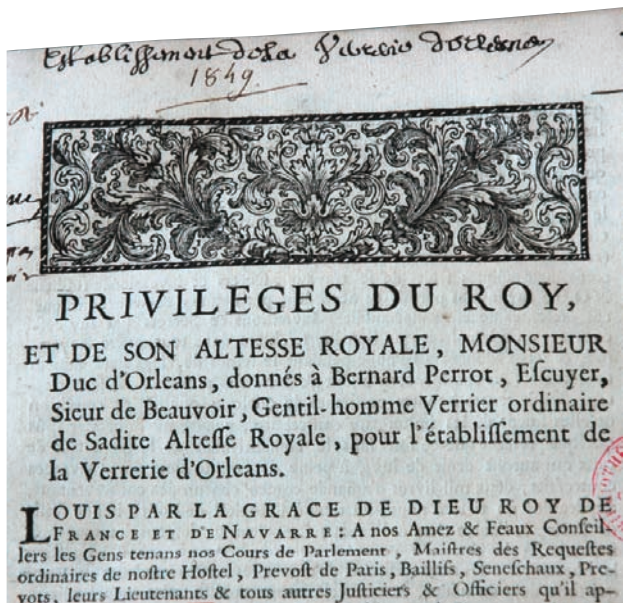 Establissement de la Verrerie d'orleans
1849.
PRIVILEGES DU ROY,
ET DE SON ALTESSE ROYALE, MONSIEUR
Duc d'Orleans, donnés à Bernard Perrot, Eſcuyer,
Sieur de Beauvoir, Gentil-homme Verrier ordinaire
de Sadite Alteſſe Royale, pour l'établiſſement de
la Verrerie d'Orleans.
LOUIS PAR LA GRACE DE DIEU ROY DE
FRANCE ET DE NAVARRE: A nos Amez & Feaux Conſeil-
lers les Gens tenans nos Cours de Parlement, Maiſtres des Requeſtes
ordinaires de noſtre Hoſtel, Prevoſt de Paris, Baillifs, Seneſchaux, Pre-
vots, leurs Lieutenants & tous autres Juſticiers & Officiers qu'il ap-